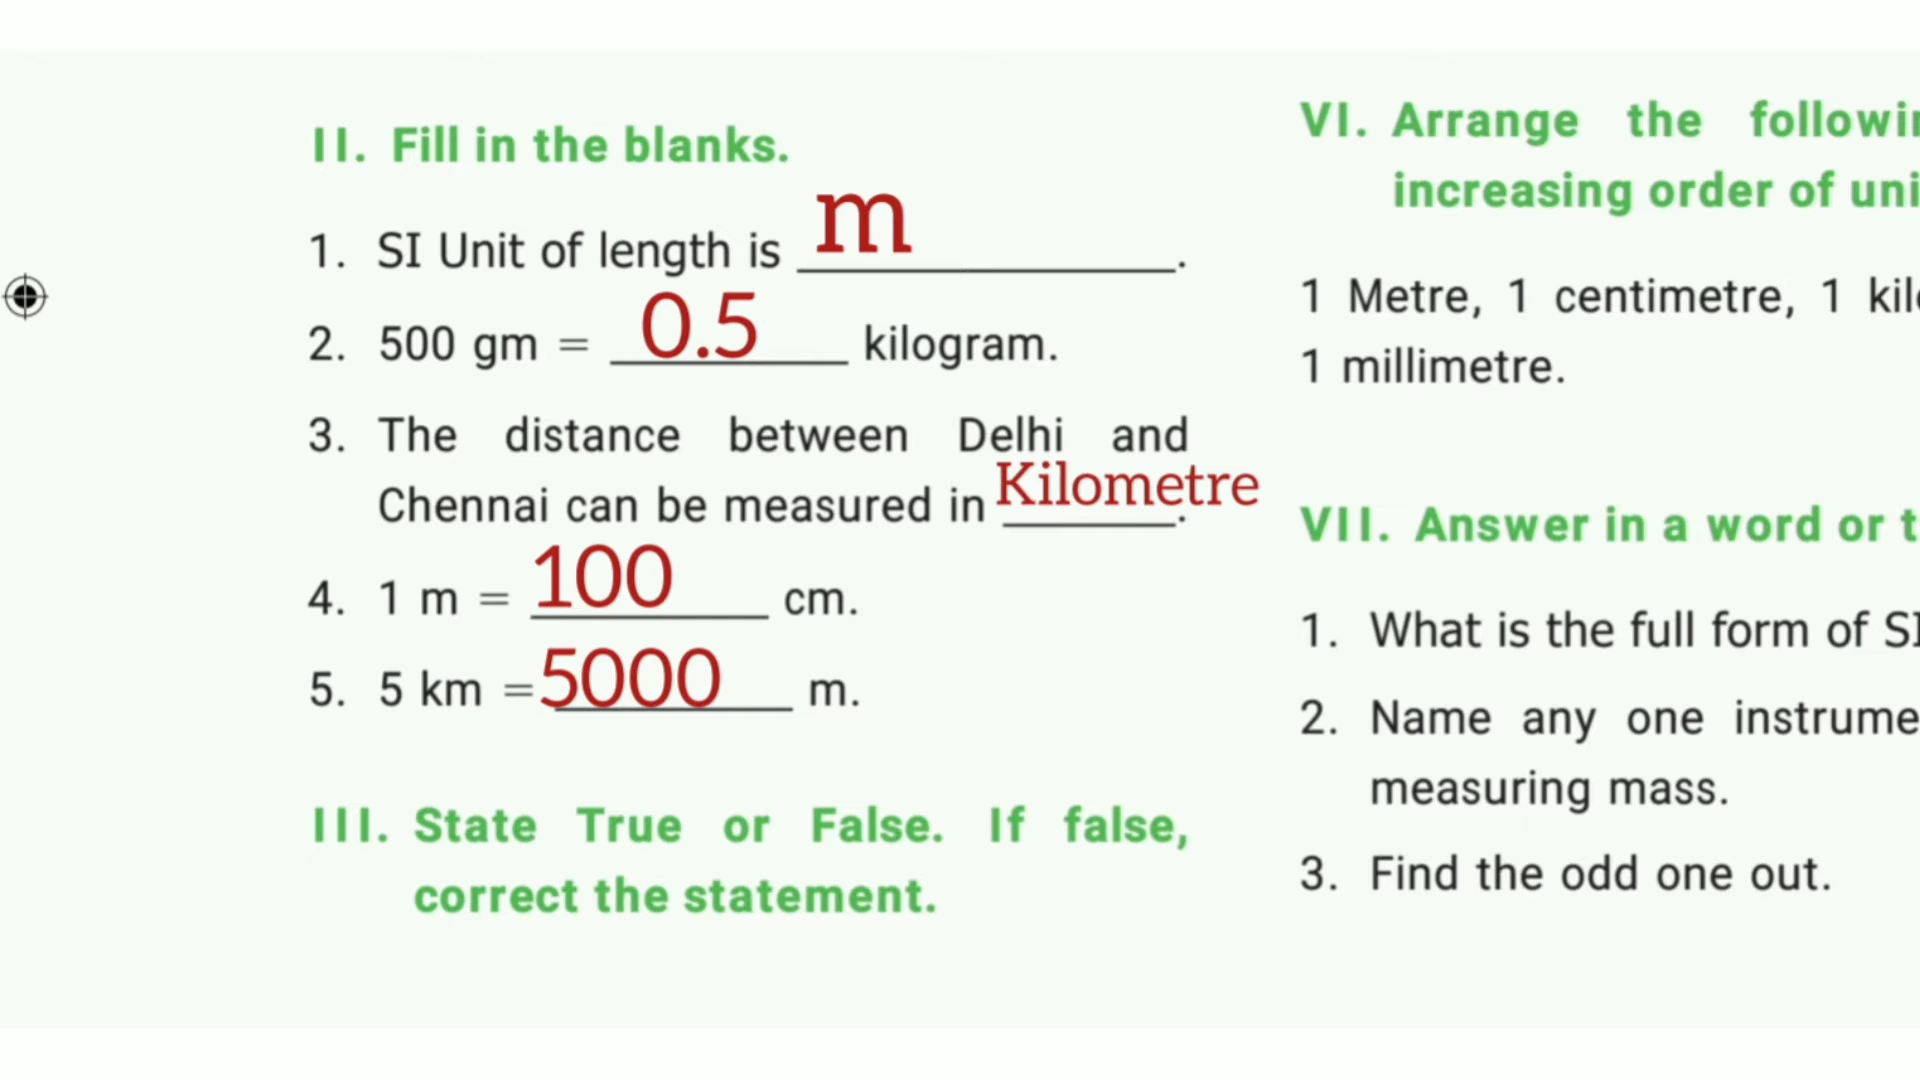 II. Fill in the blanks.
1. SI Unit of length is m.
2. 500 gm = 0.5 kilogram.
3. The distance between Delhi and
Chennai can be measured in Kilometre.
4. 1 m = 100 cm.
5. 5 km = 5000 m.
III. State True or False. If false,
correct the statement.
VI. Arrange the
increasing order of
1 Metre, 1 centimetre, 1
1 millimetre.
VII. Answer in a word or
1. What is the full form of SI
2. Name any one
measuring mass.
3. Find the odd one out.